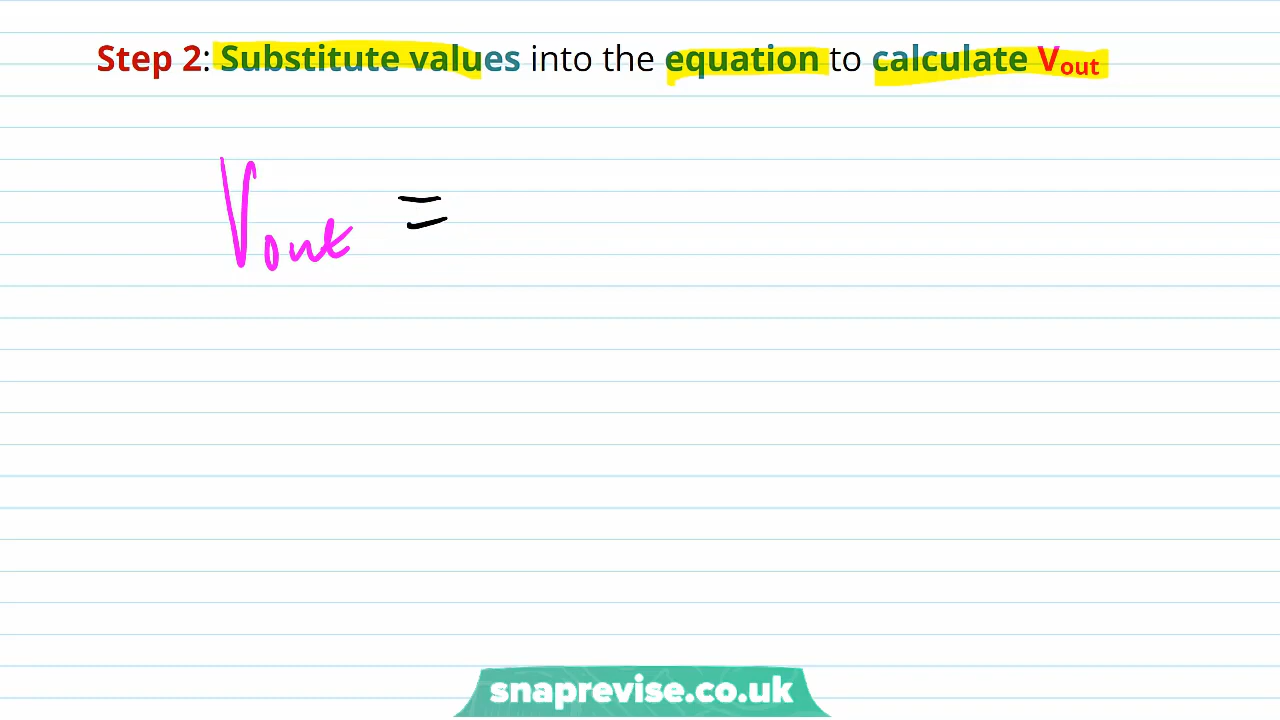 Step 2: Substitute values into the equation to calculate Vout
Vout =
snaprevise.co.uk